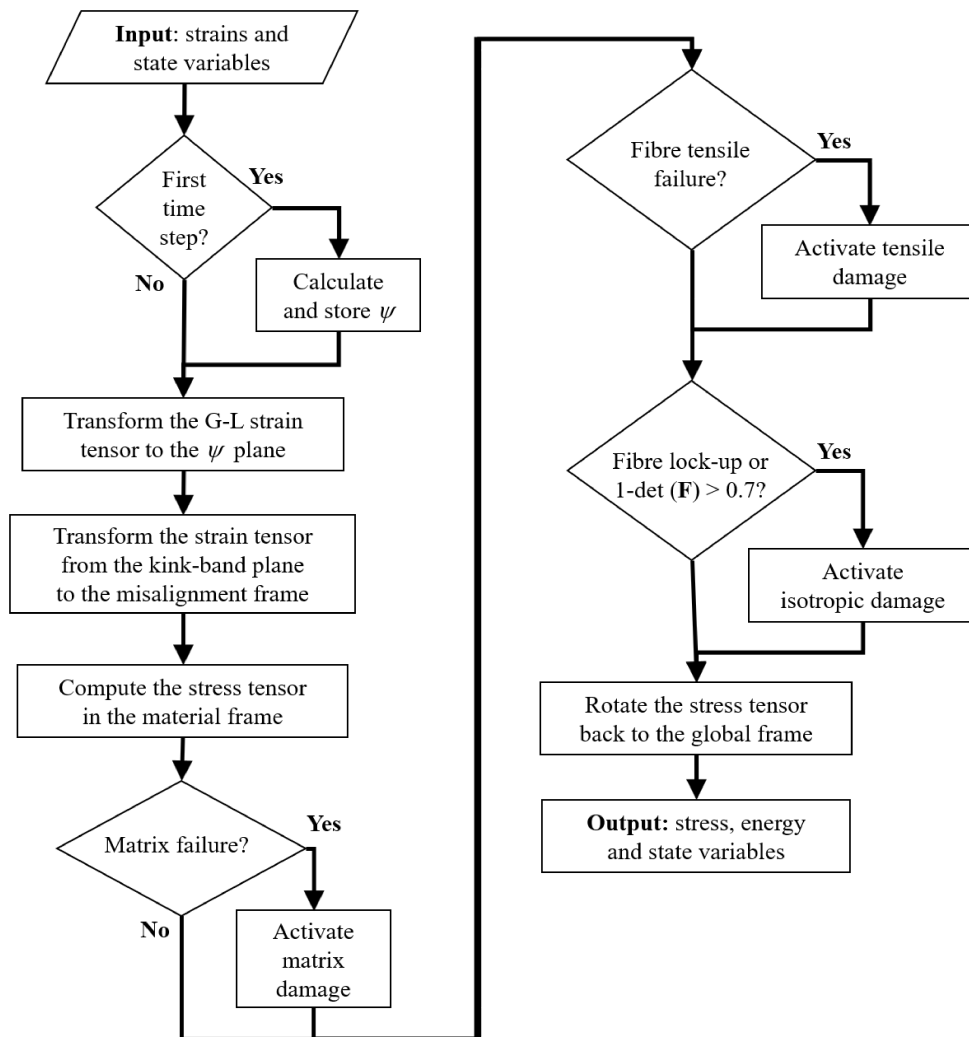 Input: strains and
state variables
First
time
step?
Yes
No
Calculate
and store ψ
Transform the G-L strain
tensor to the ψ plane
Transform the strain tensor
from the kink-band plane
to the misalignment frame
Compute the stress tensor
in the material frame
Matrix failure?
Yes
No
Activate
matrix
damage
Fibre tensile
failure?
Yes
Activate tensile
damage
Fibre lock-up or
1-det (F) > 0.7?
Yes
Activate
isotropic damage
Rotate the stress tensor
back to the global frame
Output: stress, energy
and state variables